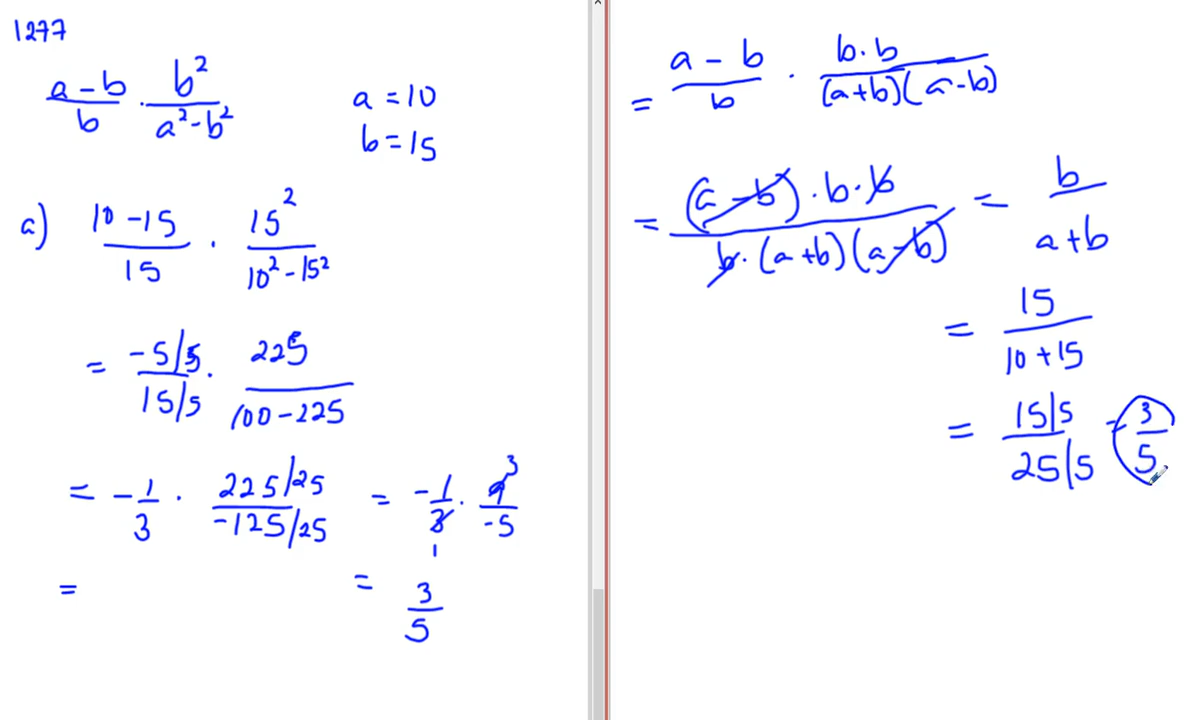 1277
a - b / b · b² / a² - b²
a = 10
b = 15
a) 10 - 15 / 15 · 15² / 10² - 15²
= -5/5 / 15/5 · 225 / 100 - 225
= - 1 / 3 · 225/25 / -125/25 = - 1 / 3 1 · 9 3 / -5
= = 3 / 5
= a - b / b · b · b / (a+b)(a-b)
= (a - b) · b · b / b · (a+b)(a-b) = b / a+b
= 15 / 10 + 15
= 15/5 / 25/5 = 3 / 5